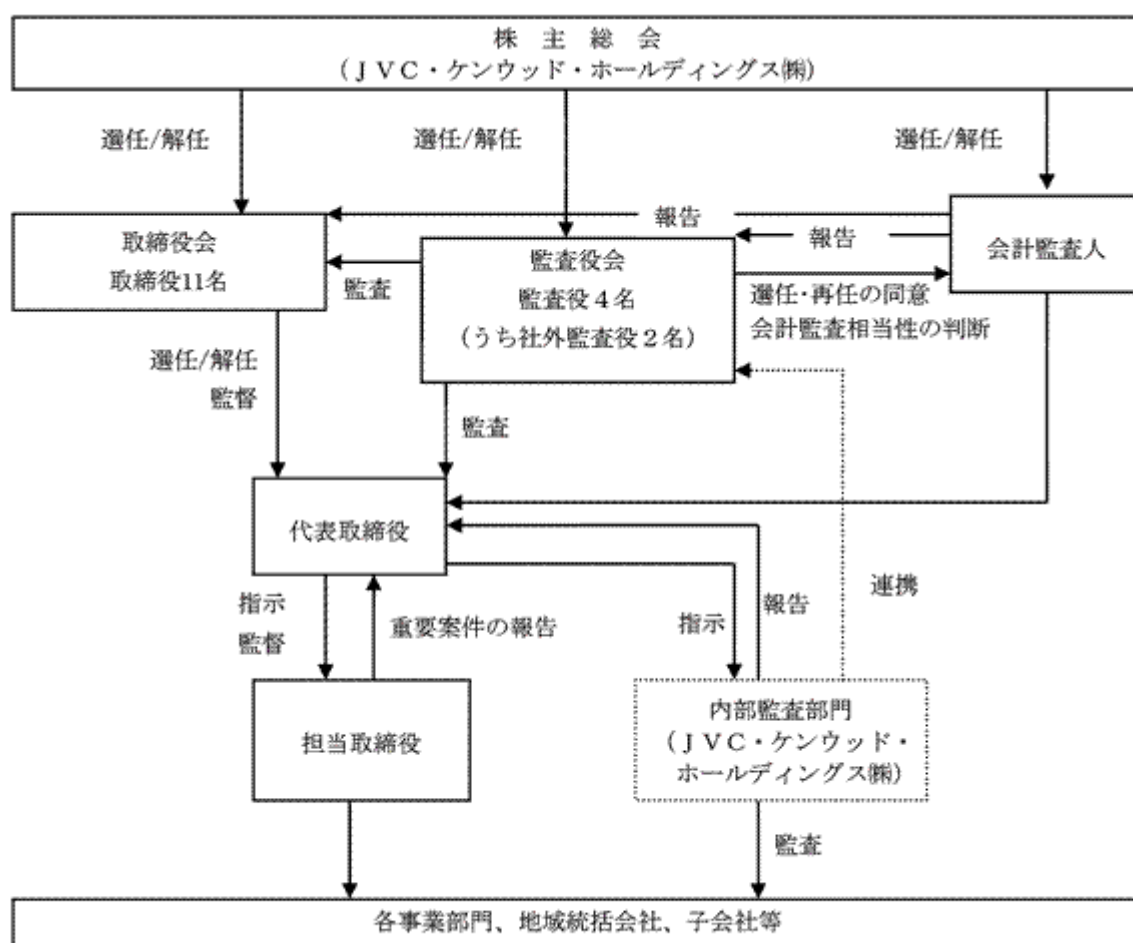 株 主 総 会
(JVC・ケンウッド・ホールディングス㈱)
選任/解任
選任/解任
選任/解任
報告
報告
取締役会
取締役11名
監査
監査役会
監査役4名
(うち社外監査役2名)
会計監査人
選任・再任の同意
会計監査相当性の判断
選任/解任
監督
監査
代表取締役
指示
監督
重要案件の報告
指示
報告
連携
担当取締役
内部監査部門
(JVC・ケンウッド・
ホールディングス㈱)
監査
各事業部門、地域統括会社、子会社等